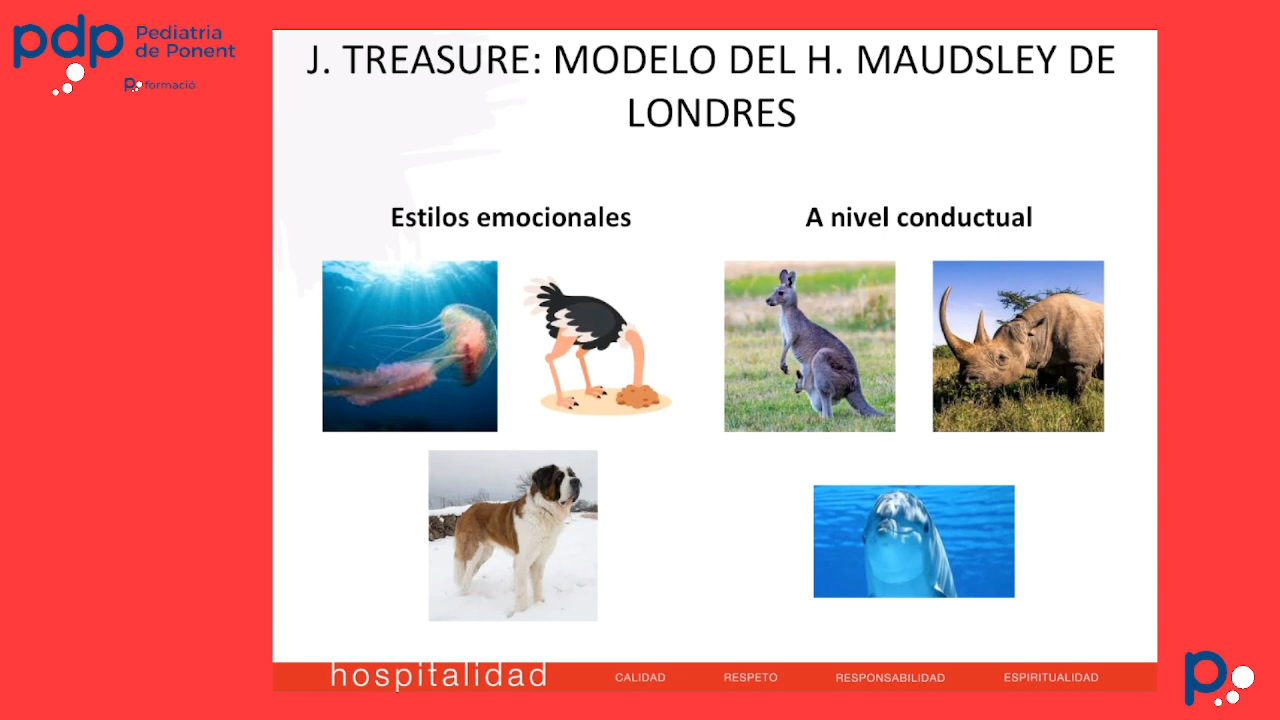 pdp Pediatria
de Ponent
p formació
J. TREASURE: MODELO DEL H. MAUDSLEY DE
LONDRES
Estilos emocionales
A nivel conductual
hospitalidad
CALIDAD
RESPETO
RESPONSABILIDAD
ESPIRITUALIDAD
p